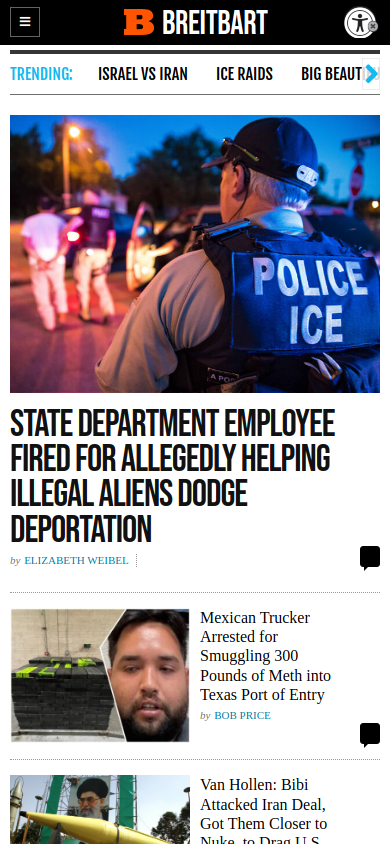 BREITBART
TRENDING: ISRAEL VS RAIN ICE RAIDS BIG BEAUT
POLICE
ICE
A PO
STATE DEPARTMENT EMPLOYEE
FIRED FOR ALLEGEDLY HELPING
ILLEGAL ALIENS DODGE
DEPORTATION
by ELIZABETH WEIBEL
Mexican Trucker
Arrested for
Smuggling 300
Pounds of Meth into
Texas Port of Entry
by BOB PRICE
Van Hollen: Bibi
Attacked Iran Deal,
Got Them Closer to
Nuke, to Drag U.S.